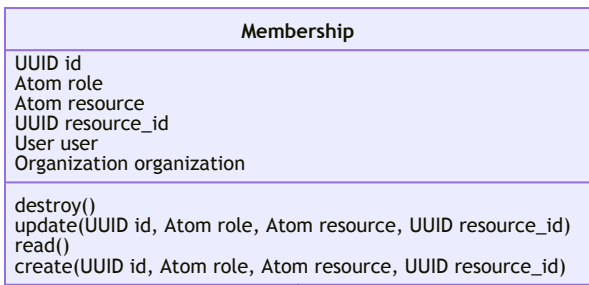 Membership
UUID id
Atom role
Atom resource
UUID resource_id
User user
Organization organization
destroy()
update(UUID id, Atom role, Atom resource, UUID resource_id)
read()
create(UUID id, Atom role, Atom resource, UUID resource_id)